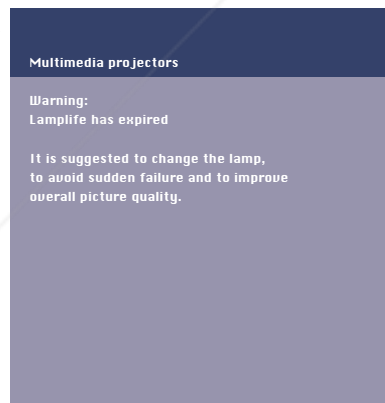 Multimedia projectors
Warning:
Lamplife has expired
It is suggested to change the lamp,
to avoid sudden failure and to improve
overall picture quality.